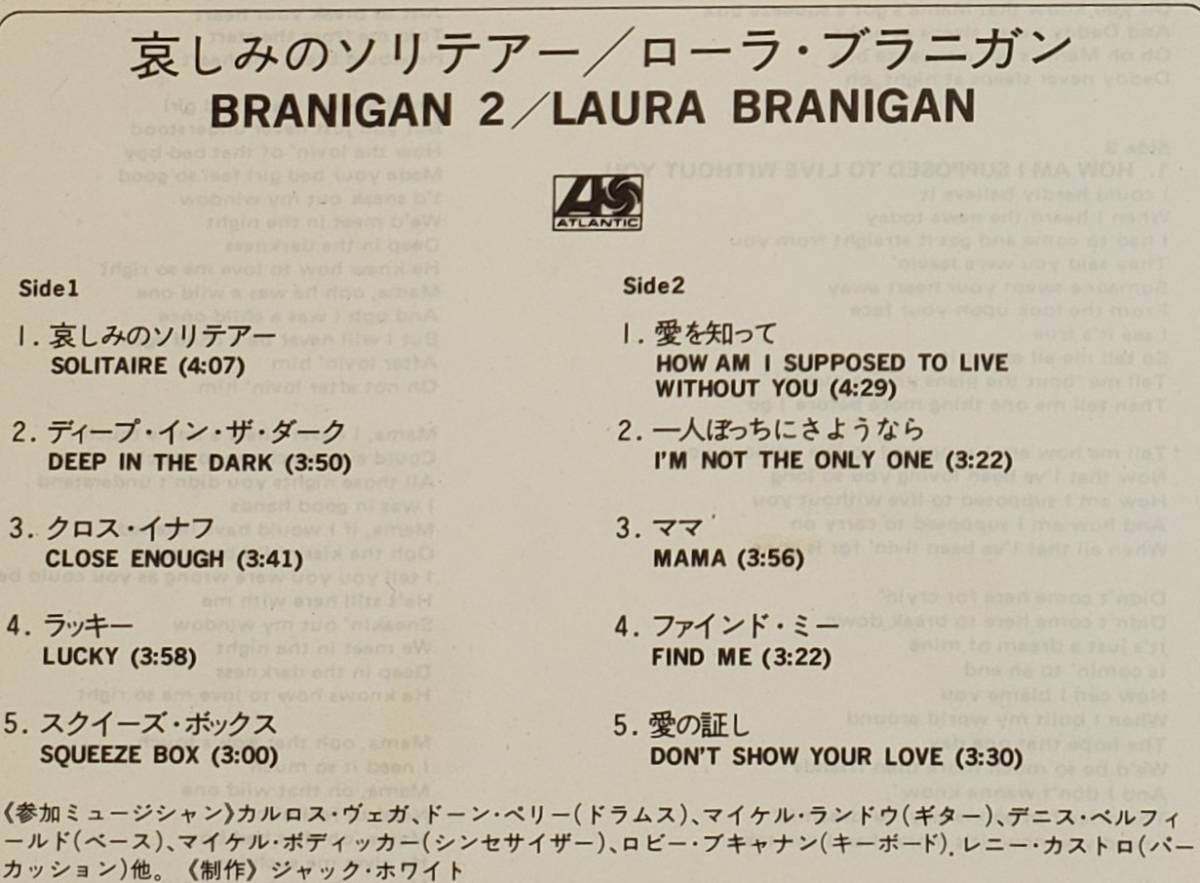 哀しみのソリテアー／ローラ・ブラニガン
BRANIGAN 2／LAURA BRANIGAN
ATLANTIC
Side1
1. 哀しみのソリテアー
SOLITAIRE (4:07)
2. ディープ・イン・ザ・ダーク
DEEP IN THE DARK (3:50)
3. クロス・イナフ
CLOSE ENOUGH (3:41)
4. ラッキー
LUCKY (3:58)
5. スクイーズ・ボックス
SQUEEZE BOX (3:00)
Side2
1. 愛を知って
HOW AM I SUPPOSED TO LIVE
WITHOUT YOU (4:29)
2. 一人ぼっちにさようなら
I'M NOT THE ONLY ONE (3:22)
3. ママ
MAMA (3:56)
4. ファインド・ミー
FIND ME (3:22)
5. 愛の証し
DON'T SHOW YOUR LOVE (3:30)
《参加ミュージシャン》カルロス・ヴェガ、ドーン・ペリー(ドラムス)、マイケル・ランドウ(ギター)、デニス・ベルフィ
ールド(ベース)、マイケル・ボディッカー(シンセサイザー)、ロビー・ブキャナン(キーボード)．レニー・カストロ(パー
カッション)他。《制作》ジャック・ホワイト